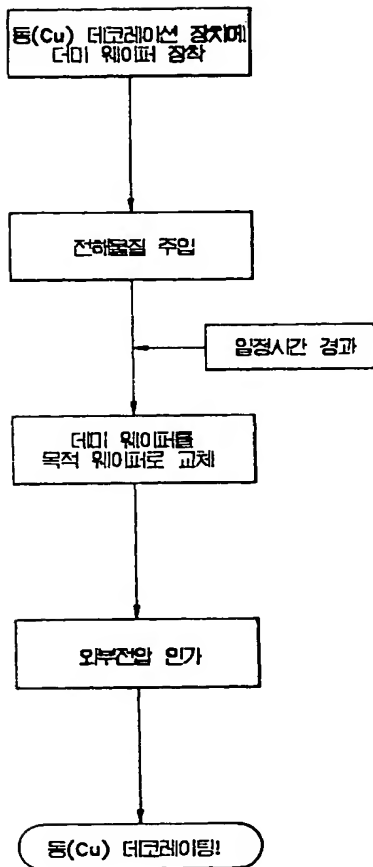 동(Cu) 데코레이션 장치에
더미 웨이퍼 장착
전해물질 주입
일정시간 경과
더미 웨이퍼를
목적 웨이퍼로 교체
외부전압 인가
동(Cu) 데코레이팅!